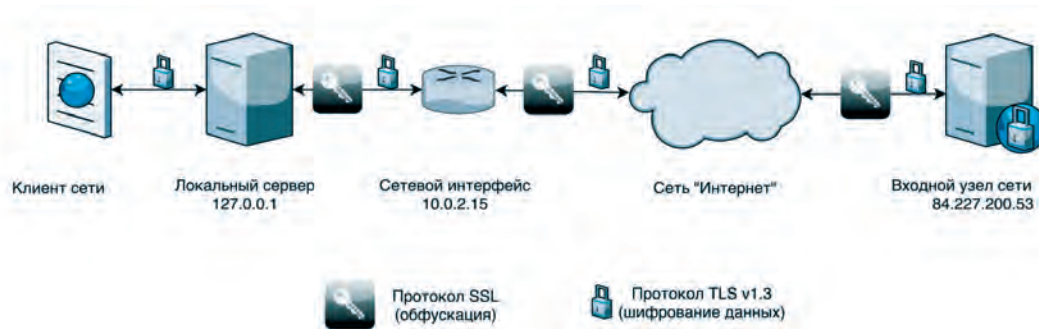 Клиент сети
Локальный сервер
127.0.0.1
Сетевой интерфейс
10.0.2.15
Сеть "Интернет"
Входной узел сети
84.227.200.53
Протокол SSL
(обфускация)
Протокол TLS v1.3
(шифрование данных)